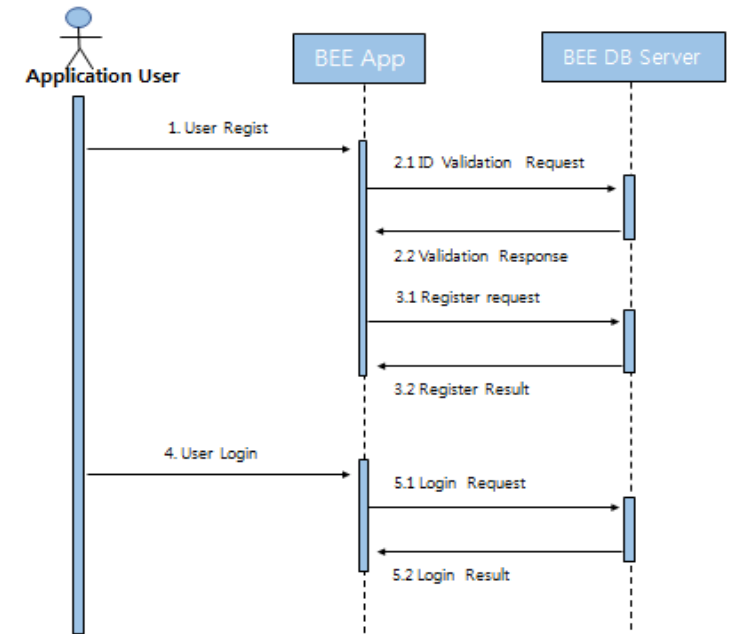 Application User
BEE App
BEE DB Server
1. User Regist
2.1 ID Validation Request
2.2 Validation Response
3.1 Register request
3.2 Register Result
4. User Login
5.1 Login Request
5.2 Login Result